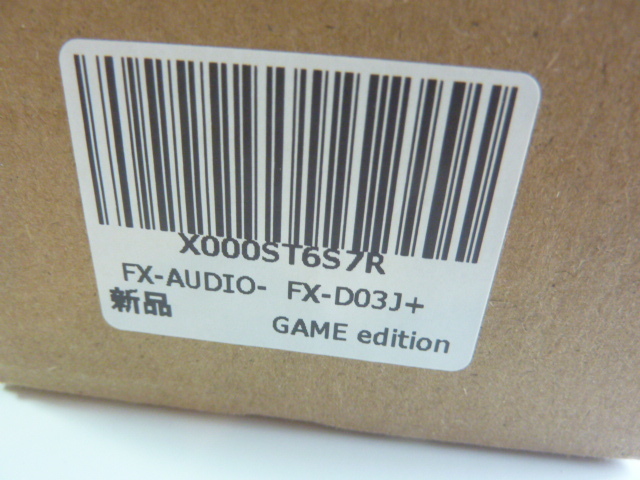 X000ST6S7R
FX-AUDIO- FX-D03J+
新品
GAME edition